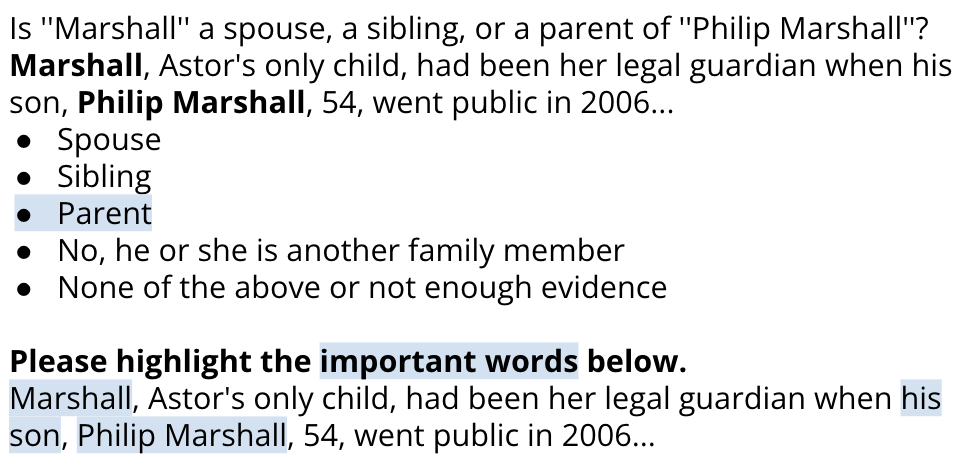 Is ''Marshall'' a spouse, a sibling, or a parent of ''Philip Marshall''?
Marshall, Astor's only child, had been her legal guardian when his
son, Philip Marshall, 54, went public in 2006...
● Spouse
● Sibling
● Parent
● No, he or she is another family member
● None of the above or not enough evidence
Please highlight the important words below.
Marshall, Astor's only child, had been her legal guardian when his
son, Philip Marshall, 54, went public in 2006...